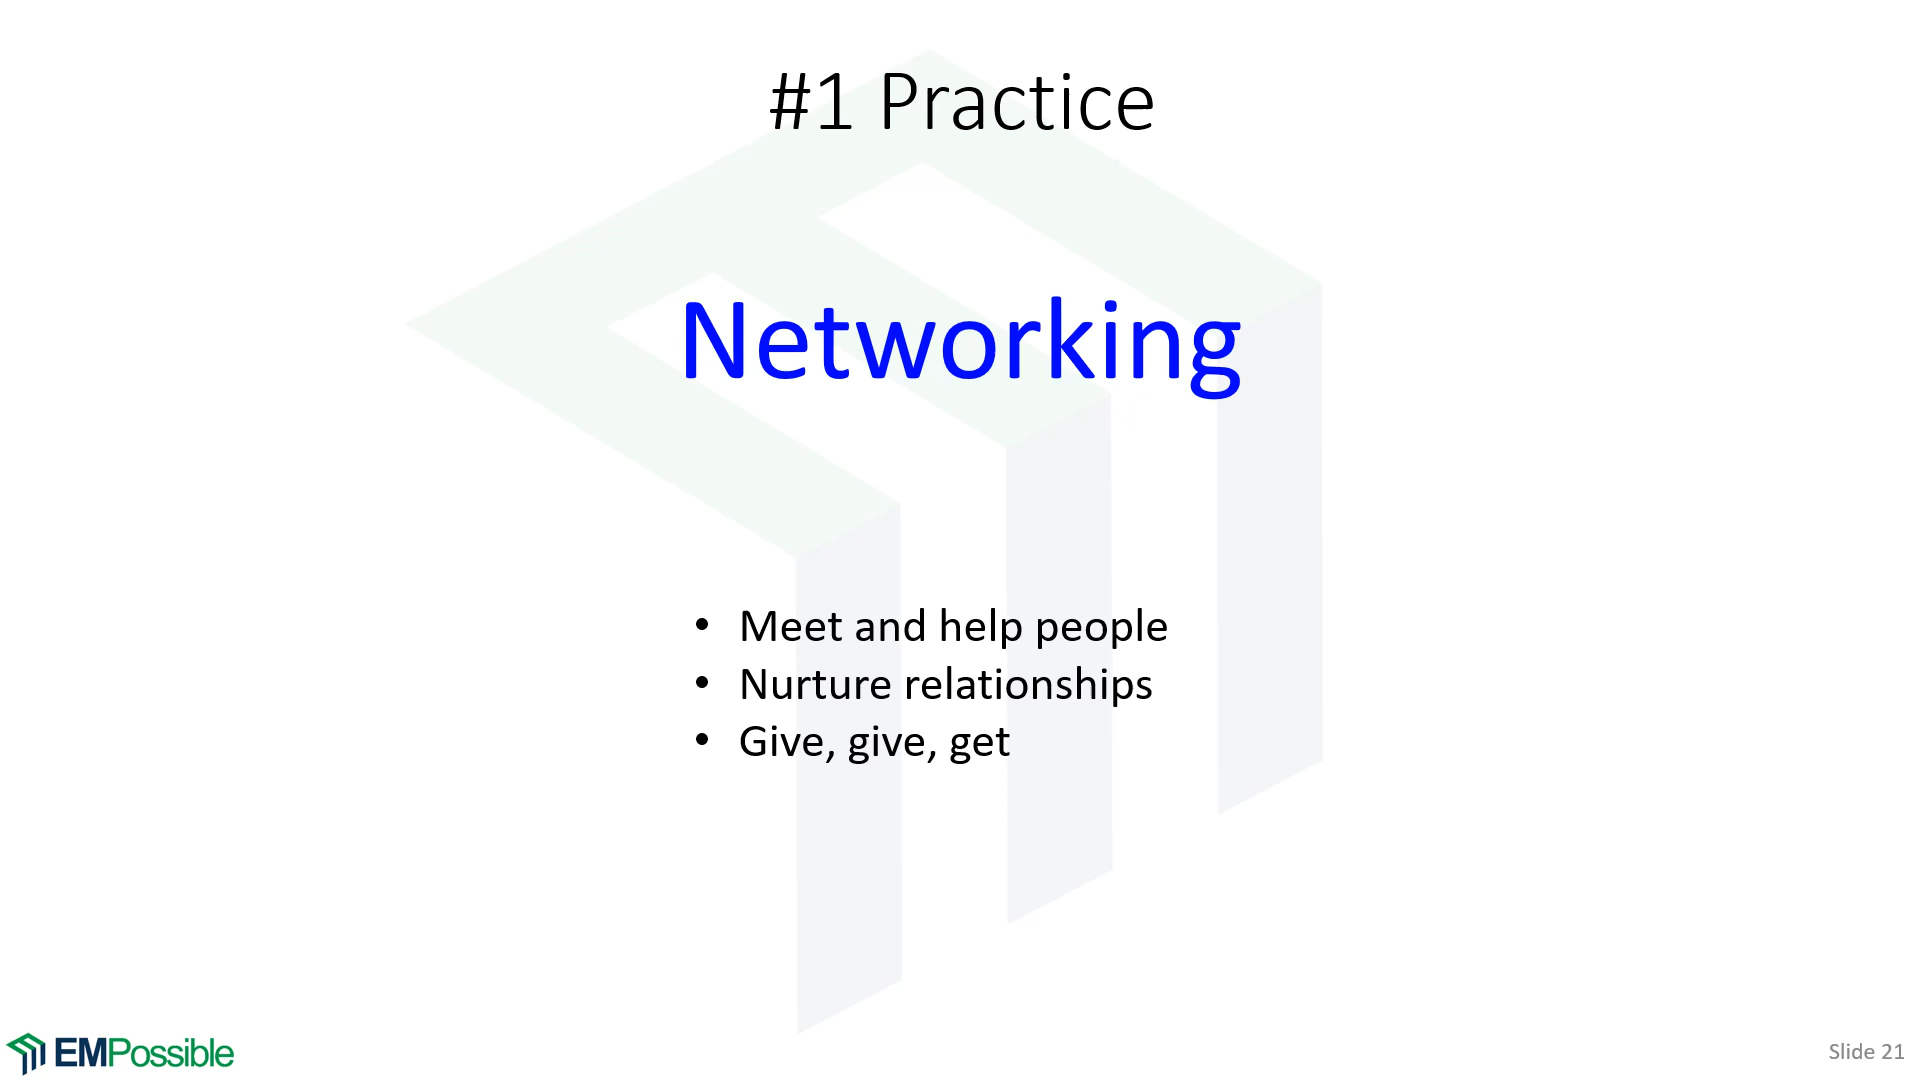 #1 Practice
Networking
• Meet and help people
• Nurture relationships
• Give, give, get
EMPossible
Slide 21